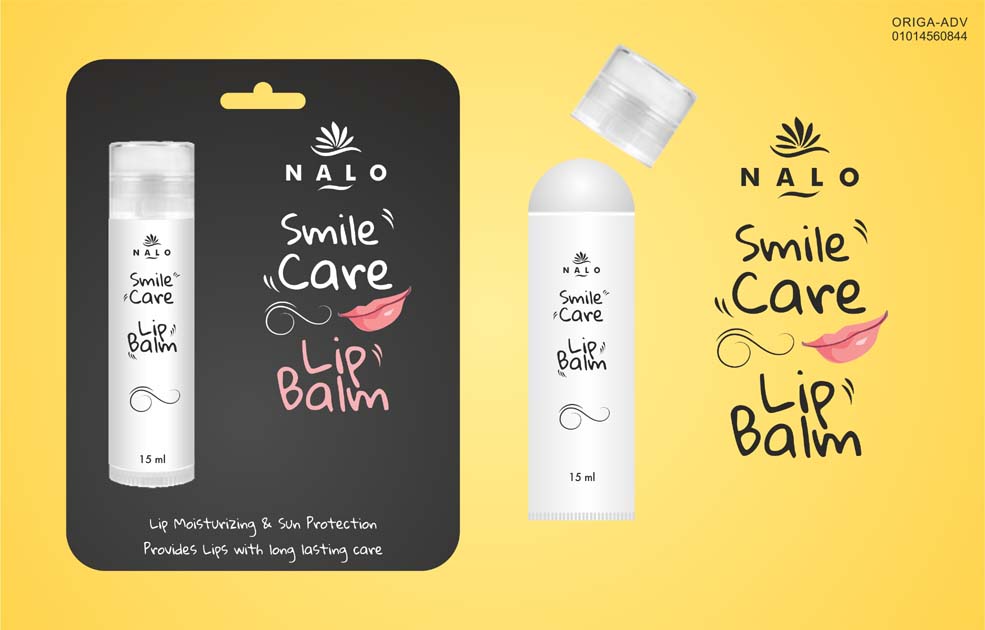 ORIGA-ADV
01014560844
NALO
Smile
Care
Lip
Balm
NALO
Smile
Care
Lip
Balm
15 ml
Lip Moisturizing & Sun Protection
Provides Lips with long lasting care
NALO
Smile
Care
Lip
Balm
15 ml
NALO
Smile
Care
Lip
Balm